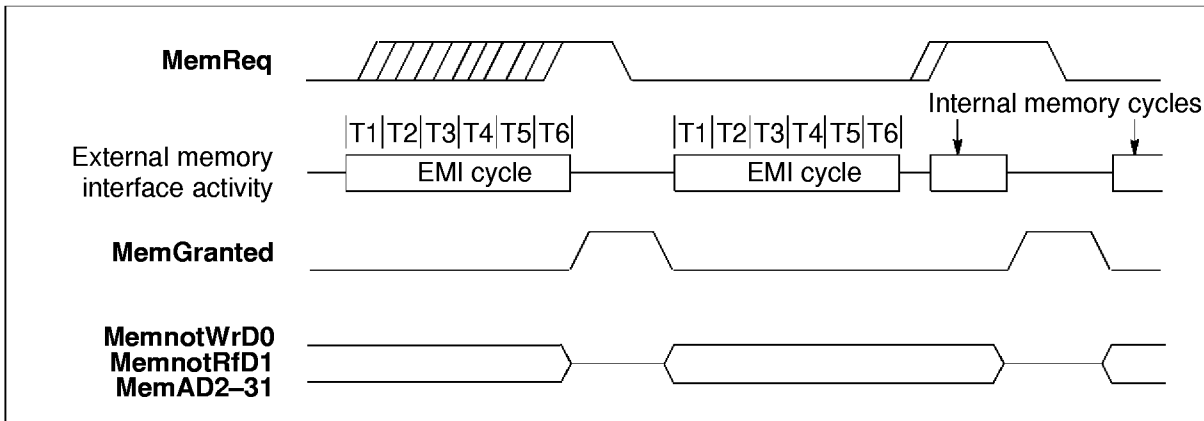 MemReq
Internal memory cycles
T1 T2 T3 T4 T5 T6 T1 T2 T3 T4 T5 T6
External memory
interface activity
EMI cycle EMI cycle
MemGranted
MemnotWrD0
MemnotRfD1
MemAD2–31